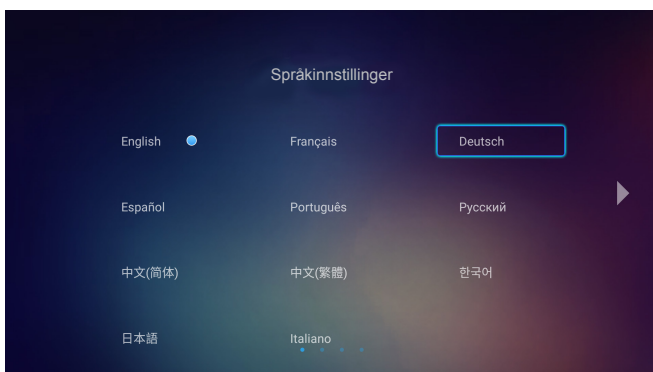 Språkinnstillinger
English Français Deutsch
Español Português Русский
中文(简体) 中文(繁體) 한국어
日本語 Italiano